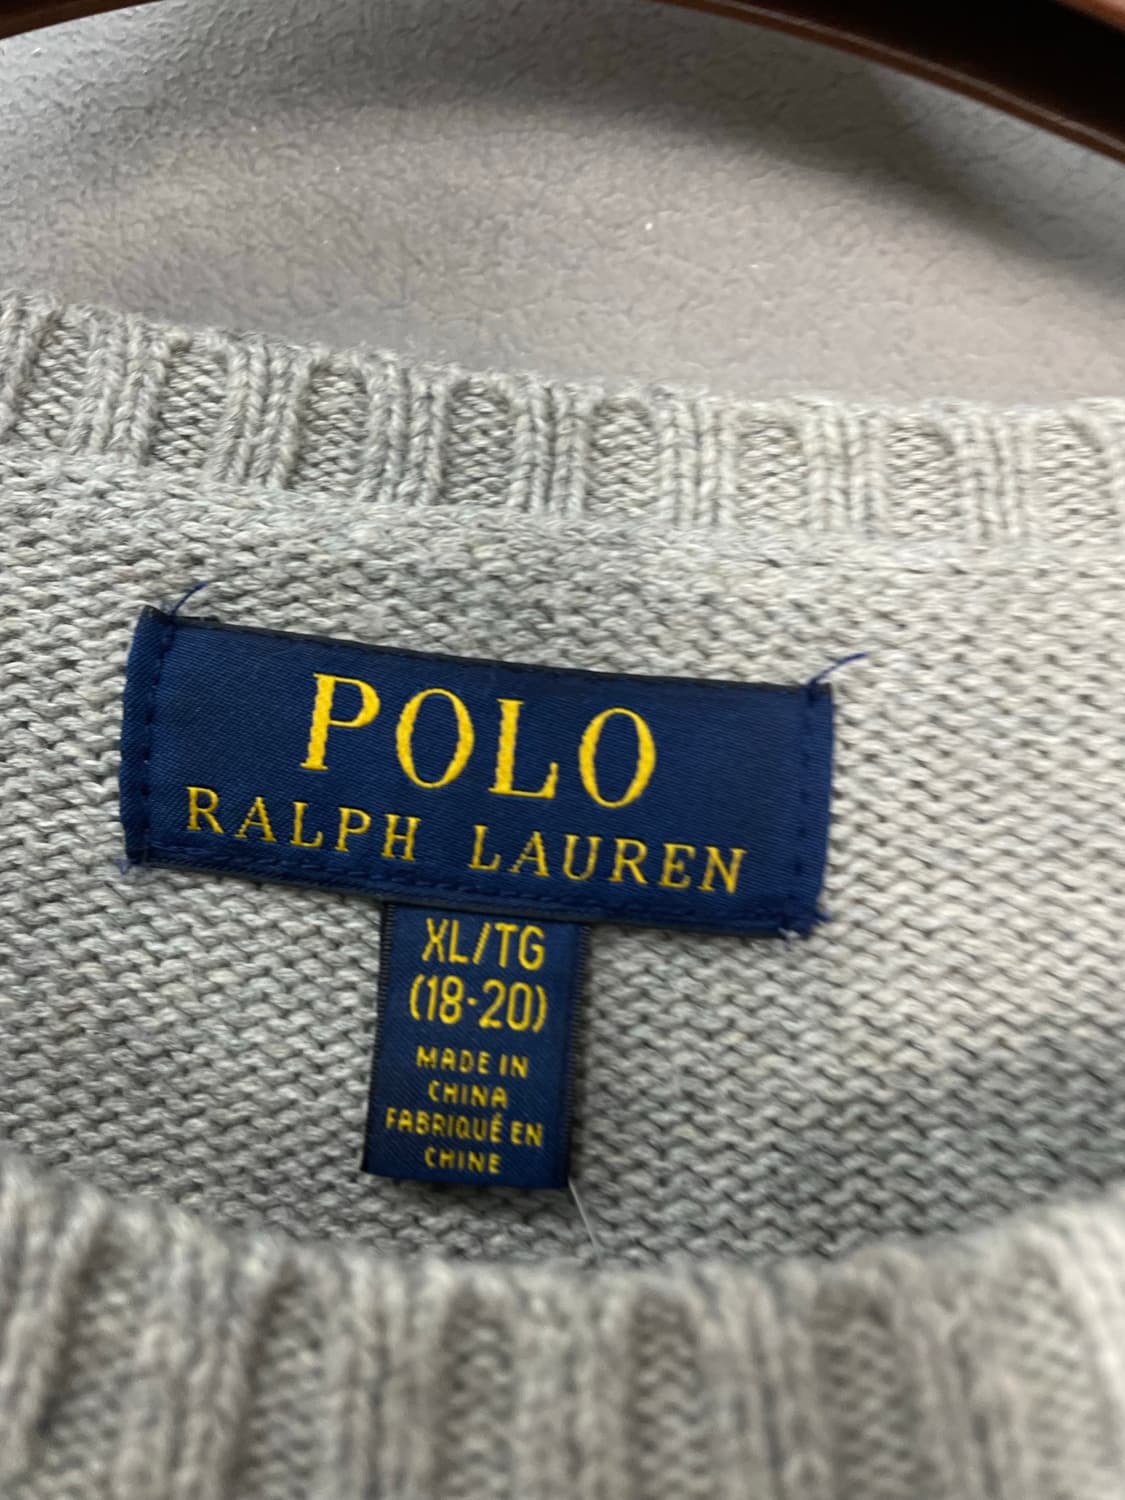 POLO
RALPH LAUREN
XL/TG
(18-20)
MADE IN
CHINA
FABRIQUÉ EN
CHINE